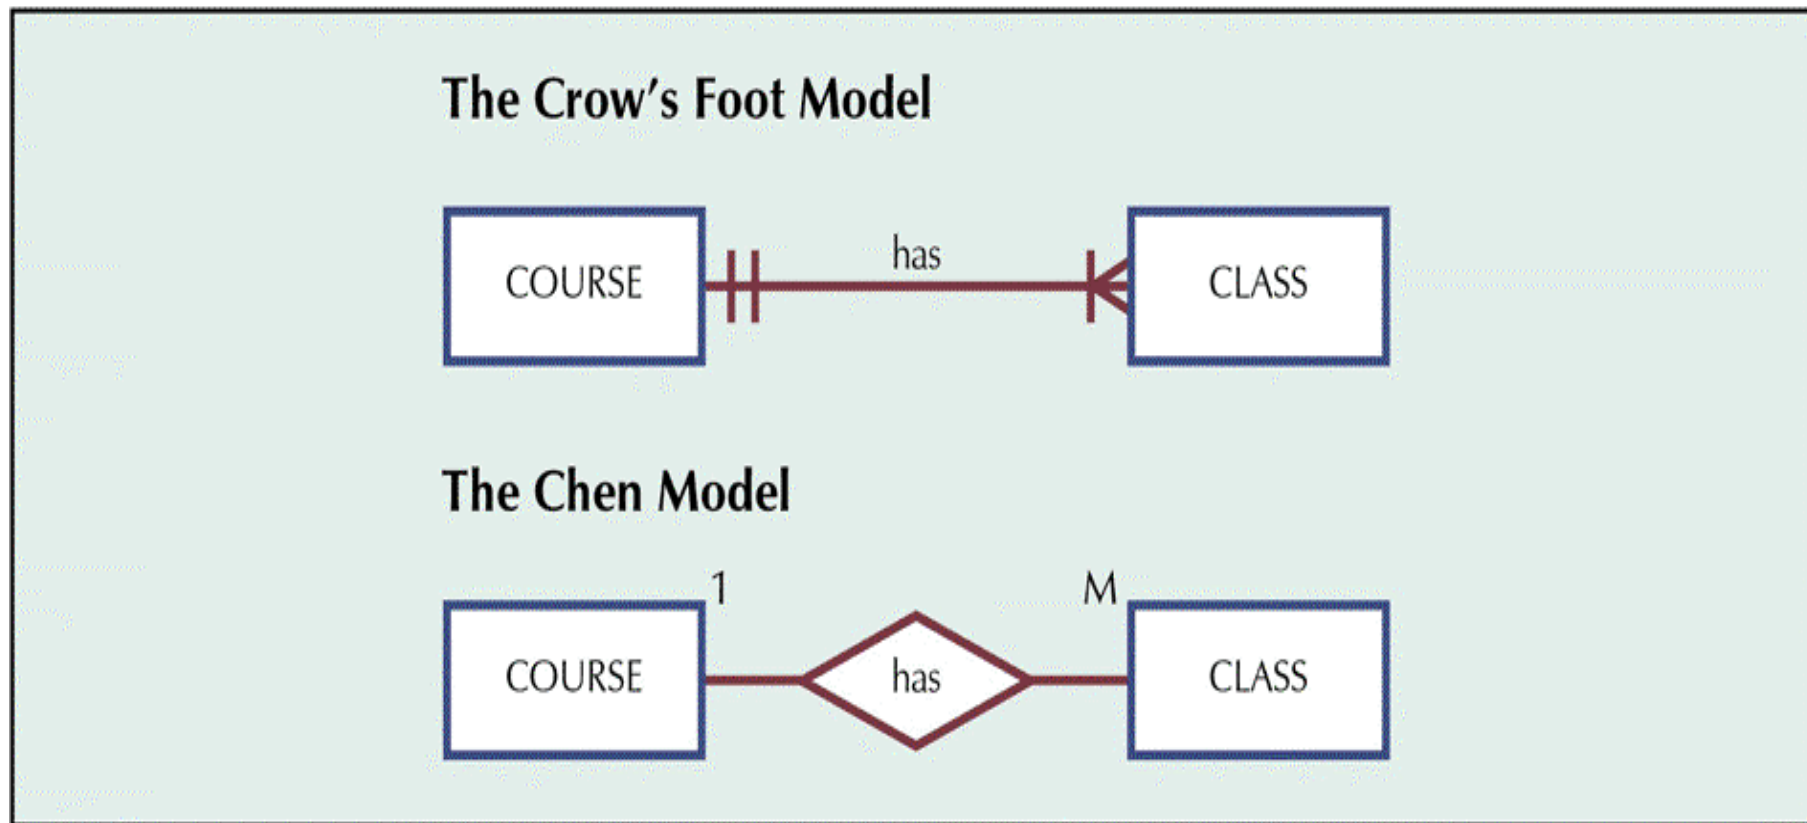 The Crow's Foot Model
COURSE has CLASS
The Chen Model
1 M
COURSE has CLASS